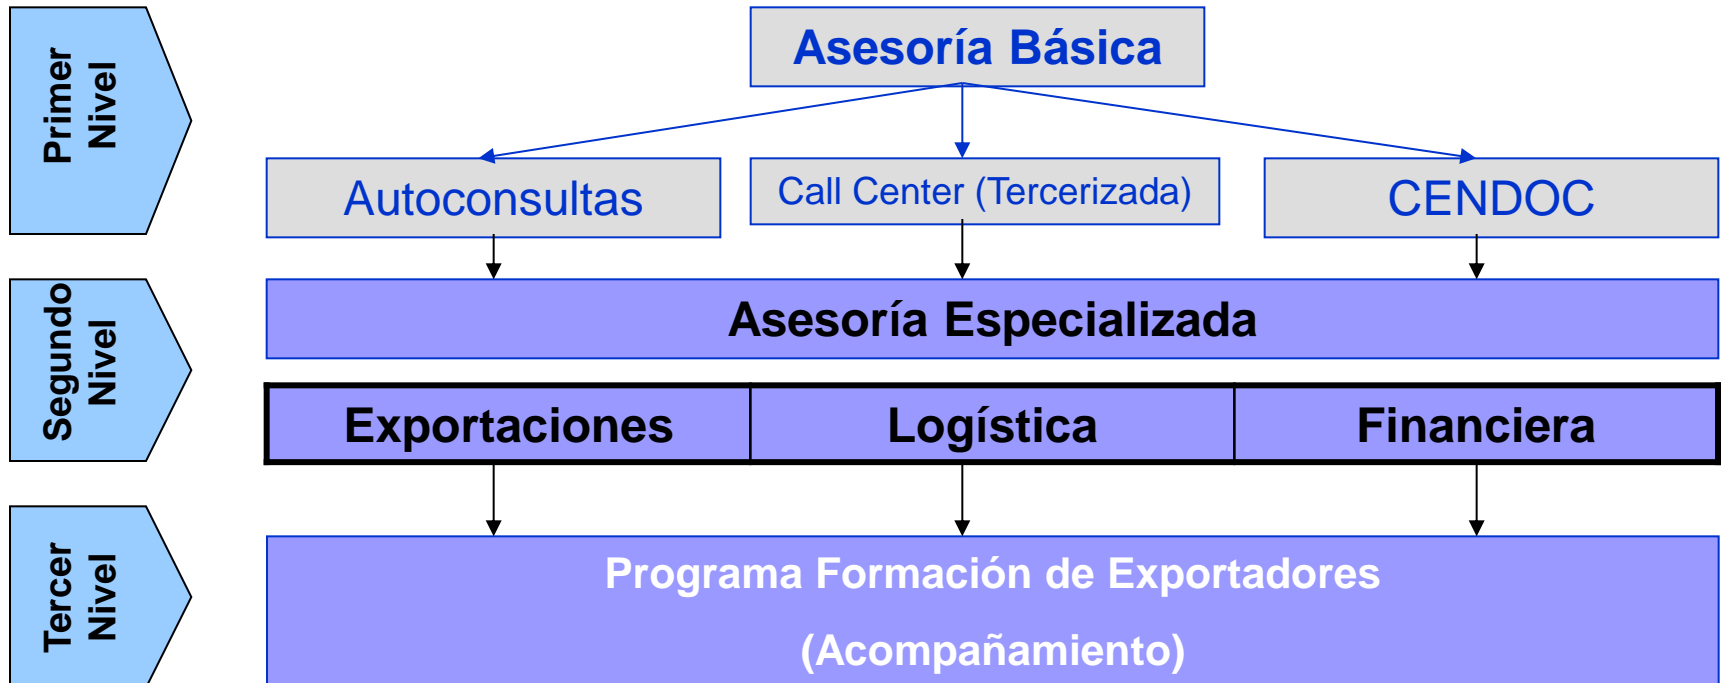 Primer
Nivel
Asesoría Básica
Autoconsultas
Call Center (Tercerizada)
CENDOC
Segundo
Nivel
Asesoría Especializada
Exportaciones
Logística
Financiera
Tercer
Nivel
Programa Formación de Exportadores
(Acompañamiento)